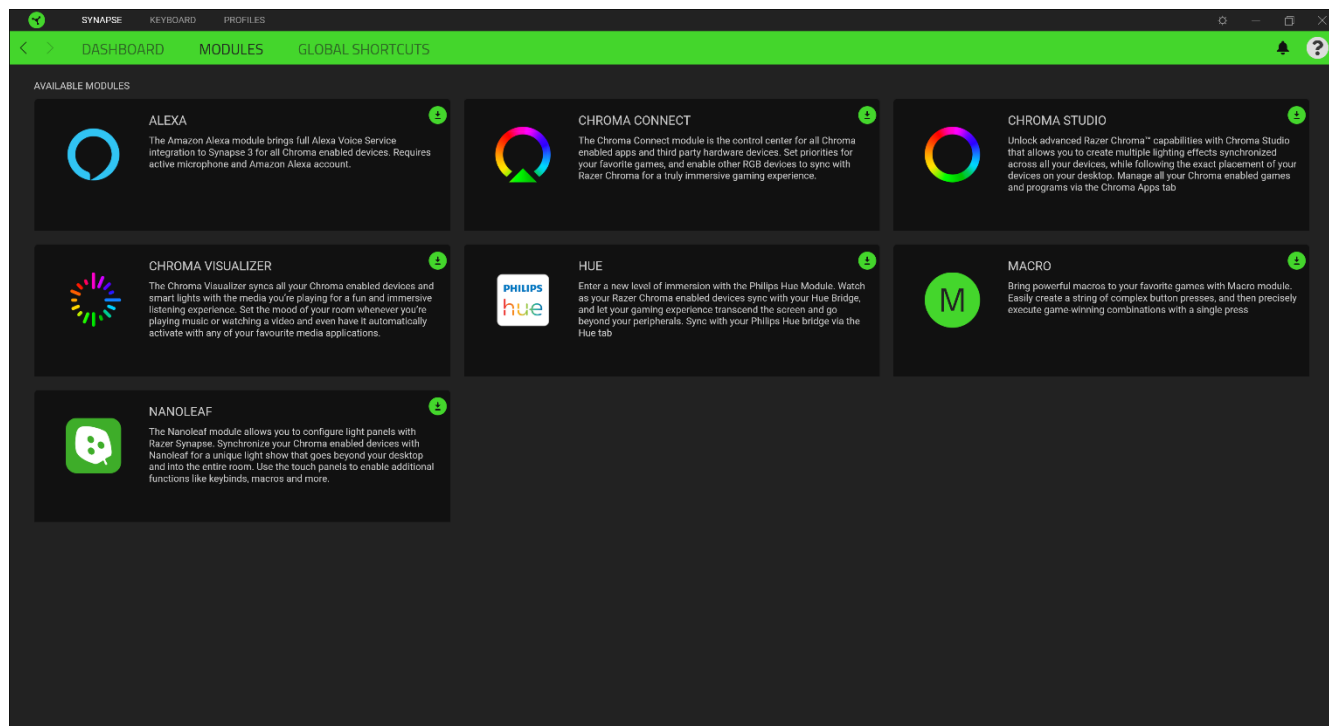 SYNAPSE KEYBOARD PROFILES
DASHBOARD MODULES GLOBAL SHORTCUTS
?
AVAILABLE MODULES
ALEXA
The Amazon Alexa module brings full Alexa Voice Service
integration to Synapse 3 for all Chroma enabled devices. Requires
active microphone and Amazon Alexa account.
CHROMA CONNECT
The Chroma Connect module is the control center for all Chroma
enabled apps and third party hardware devices. Set priorities for
your favorite games, and enable other RGB devices to sync with
Razer Chroma for a truly immersive gaming experience.
CHROMA STUDIO
Unlock advanced Razer Chroma™ capabilities with Chroma Studio
that allows you to create multiple lighting effects synchronized
across all your devices, while following the exact placement of your
devices on your desktop. Manage all your Chroma enabled games
and programs via the Chroma Apps tab
CHROMA VISUALIZER
The Chroma Visualizer syncs all your Chroma enabled devices and
smart lights with the media you're playing for a fun and immersive
listening experience. Set the mood of your room whenever you're
playing music or watching a video and even have it automatically
activate with any of your favourite media applications.
PHILIPS
hue
HUE
Enter a new level of immersion with the Philips Hue Module. Watch
as your Razer Chroma enabled devices sync with your Hue Bridge,
and let your gaming experience transcend the screen and go
beyond your peripherals. Sync with your Philips Hue bridge via the
Hue tab
M
MACRO
Bring powerful macros to your favorite games with Macro module.
Easily create a string of complex button presses, and then precisely
execute game-winning combinations with a single press
NANOLEAF
The Nanoleaf module allows you to configure light panels with
Razer Synapse. Synchronize your Chroma enabled devices with
Nanoleaf for a unique light show that goes beyond your desktop
and into the entire room. Use the touch panels to enable additional
functions like keybinds, macros and more.